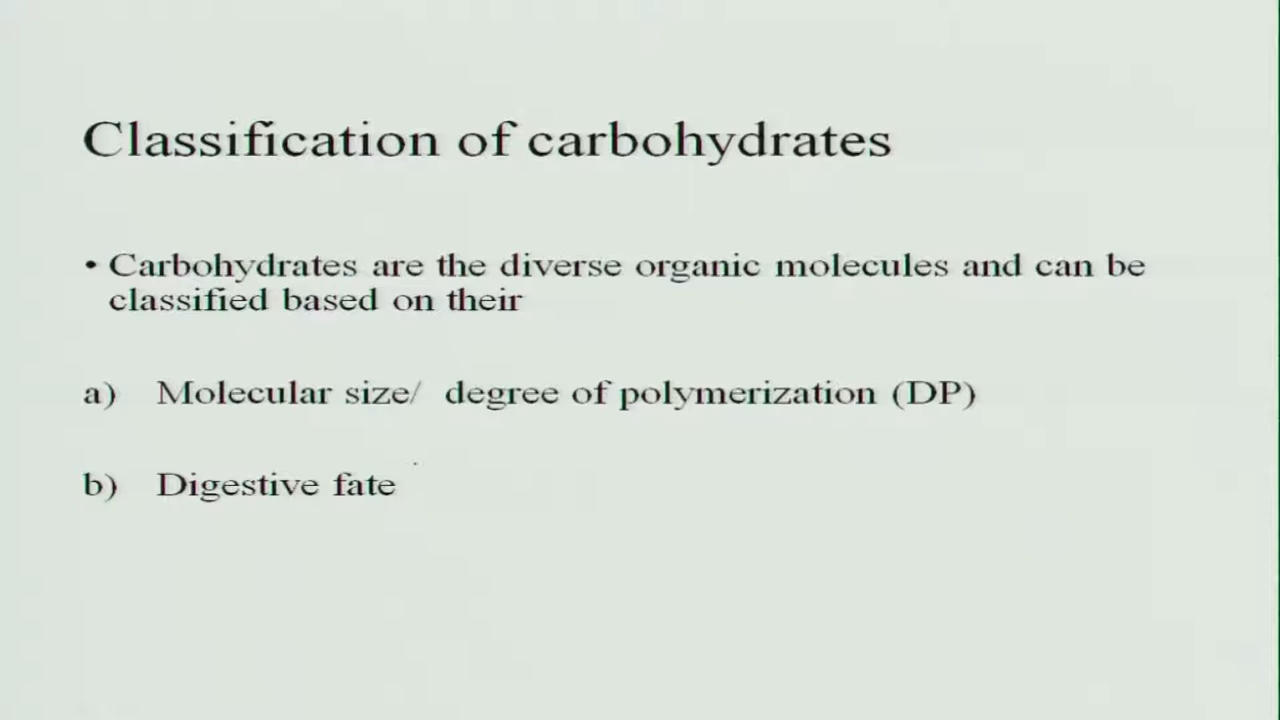 Classification of carbohydrates
• Carbohydrates are the diverse organic molecules and can be
classified based on their
a) Molecular size/ degree of polymerization (DP)
b) Digestive fate